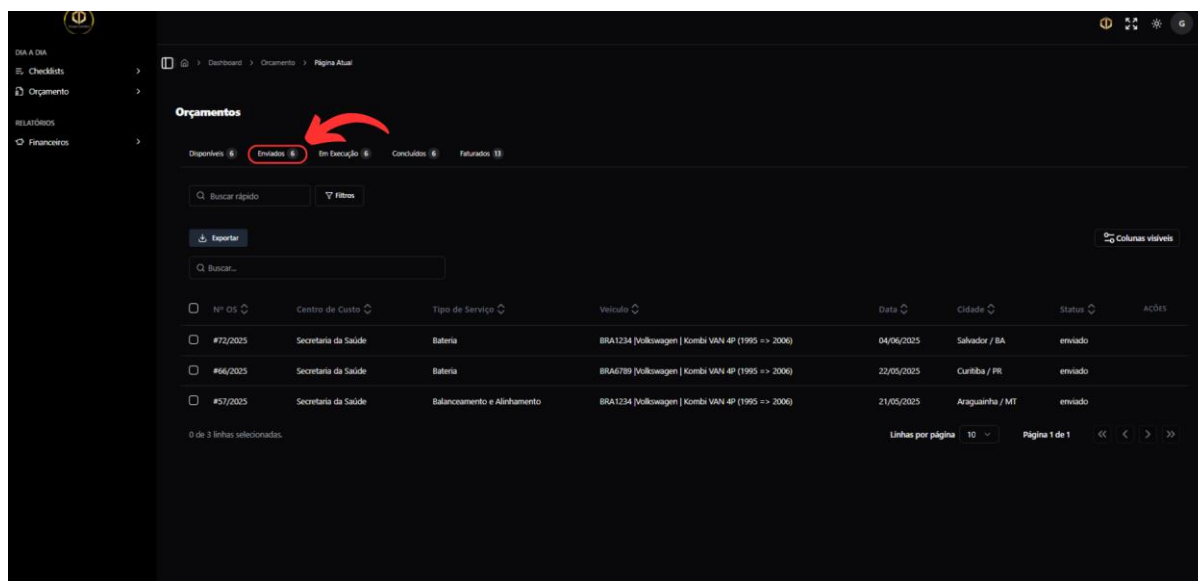 G
DIA A DIA
Checklists
Orçamento
RELATÓRIOS
Financeiros
Dashboard > Orcamento > Página Atual
Orçamentos
Disponíveis 6 Enviados 6 Em Execução 6 Concluídos 6 Faturados 13
Buscar rápido Filtros
Exportar Colunas visíveis
Buscar...
Nº OS Centro de Custo Tipo de Serviço Veículo Data Cidade Status AÇÕES
#72/2025 Secretaria da Saúde Bateria BRA1234 |Volkswagen | Kombi VAN 4P (1995 => 2006) 04/06/2025 Salvador / BA enviado
#66/2025 Secretaria da Saúde Bateria BRA6789 |Volkswagen | Kombi VAN 4P (1995 => 2006) 22/05/2025 Curitiba / PR enviado
#57/2025 Secretaria da Saúde Balanceamento e Alinhamento BRA1234 |Volkswagen | Kombi VAN 4P (1995 => 2006) 21/05/2025 Araguainha / MT enviado
0 de 3 linhas selecionadas. Linhas por página 10 Página 1 de 1